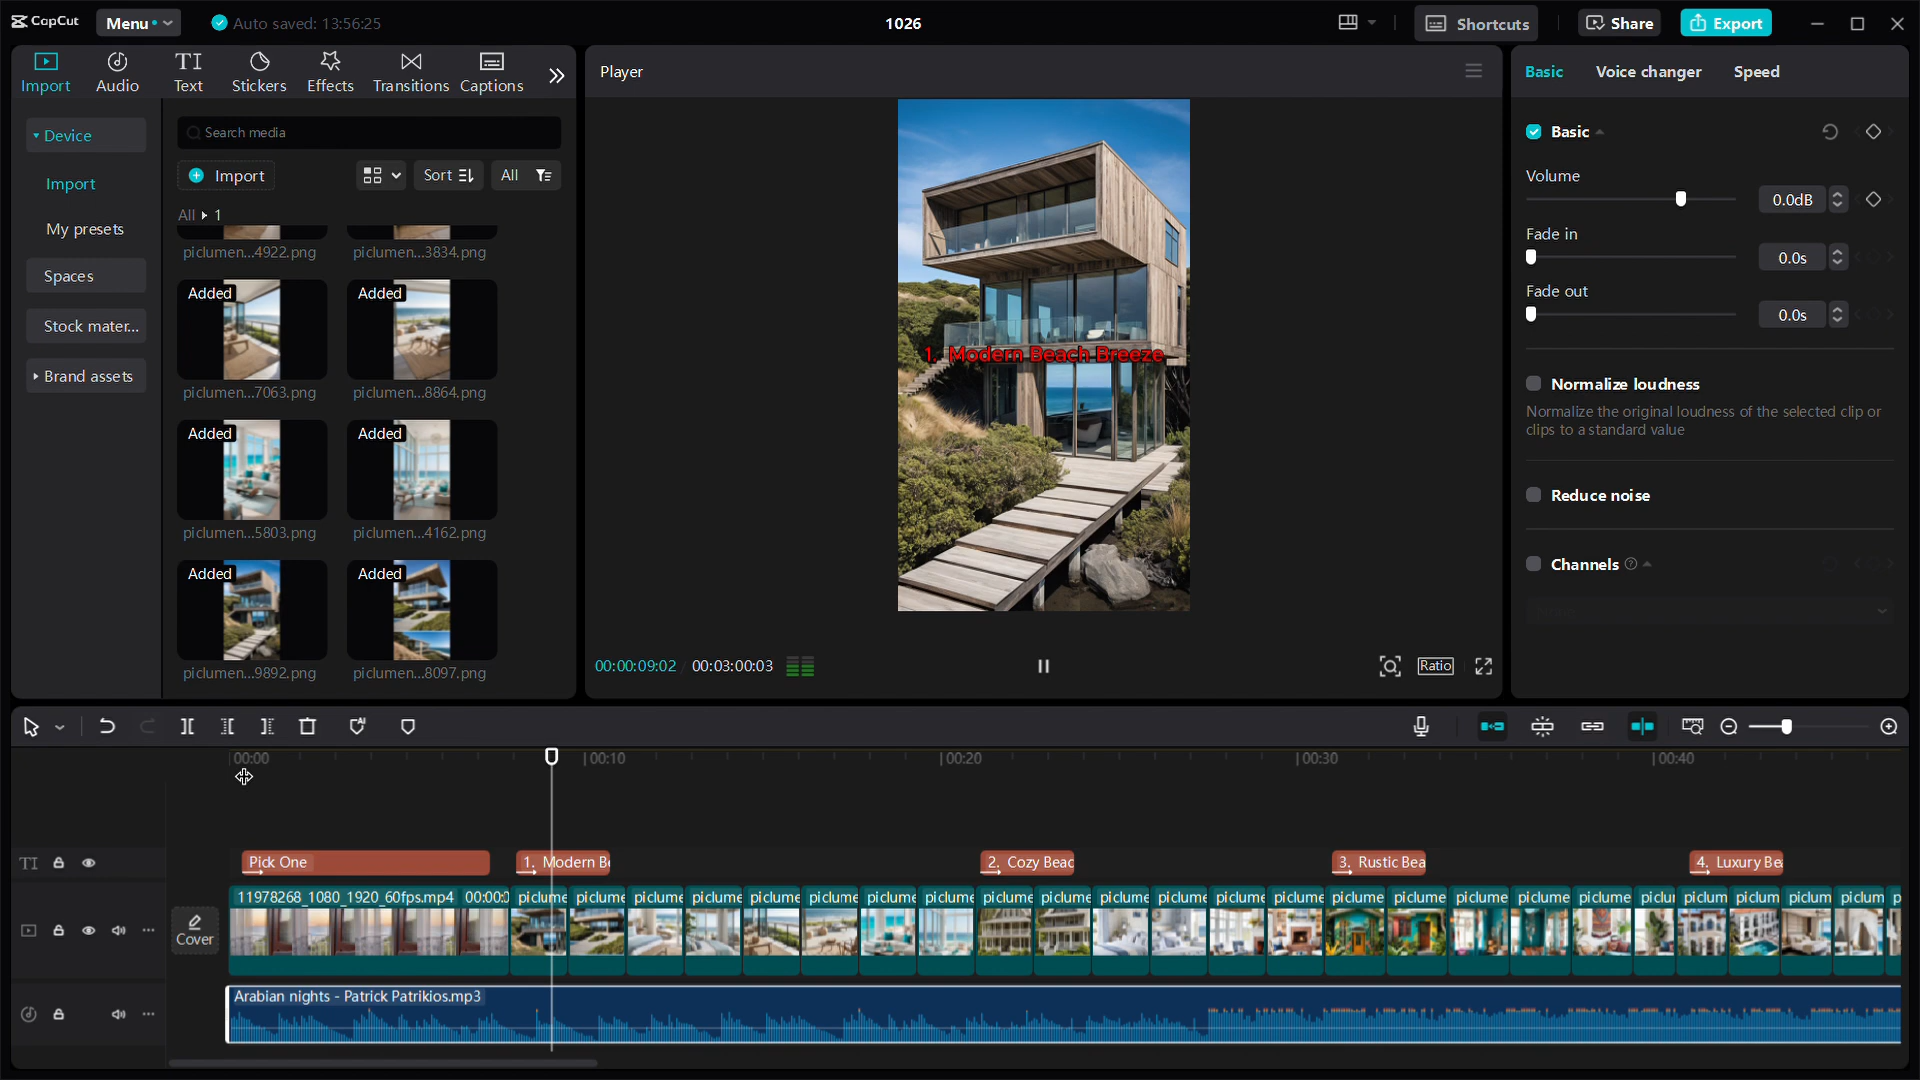 CapCut
Menu
Auto saved: 13:56:25
1026
Shortcuts
Share
Export
Import
Audio
Text
Stickers
Effects
Transitions
Captions
Device
Import
My presets
Spaces
Stock mater...
Brand assets
Search media
Import
Sort
All
All 1
piclumen...4922.png
piclumen...3834.png
Added
Added
piclumen...7063.png
piclumen...8864.png
Added
Added
piclumen...5803.png
piclumen...4162.png
Added
Added
piclumen...9892.png
piclumen...8097.png
Player
1. Modern Beach Breeze
00:00:09:02 / 00:03:00:03
Ratio
Basic
Voice changer
Speed
Basic
Volume
0.0dB
Fade in
0.0s
Fade out
0.0s
Normalize loudness
Normalize the original loudness of the selected clip or
clips to a standard value
Reduce noise
Channels
00:00
00:10
00:20
00:30
00:40
TI
Pick One
1. Modern Be
2. Cozy Beac
3. Rustic Bea
4. Luxury Bea
Cover
11978268_1080_1920_60fps.mp4 00:00:0
piclume piclume piclume piclume piclume piclume piclume piclume piclume piclume piclume piclume piclume piclume piclume piclume piclume piclume piclume piclur piclum piclum piclum piclum p
Arabian nights - Patrick Patrikios.mp3